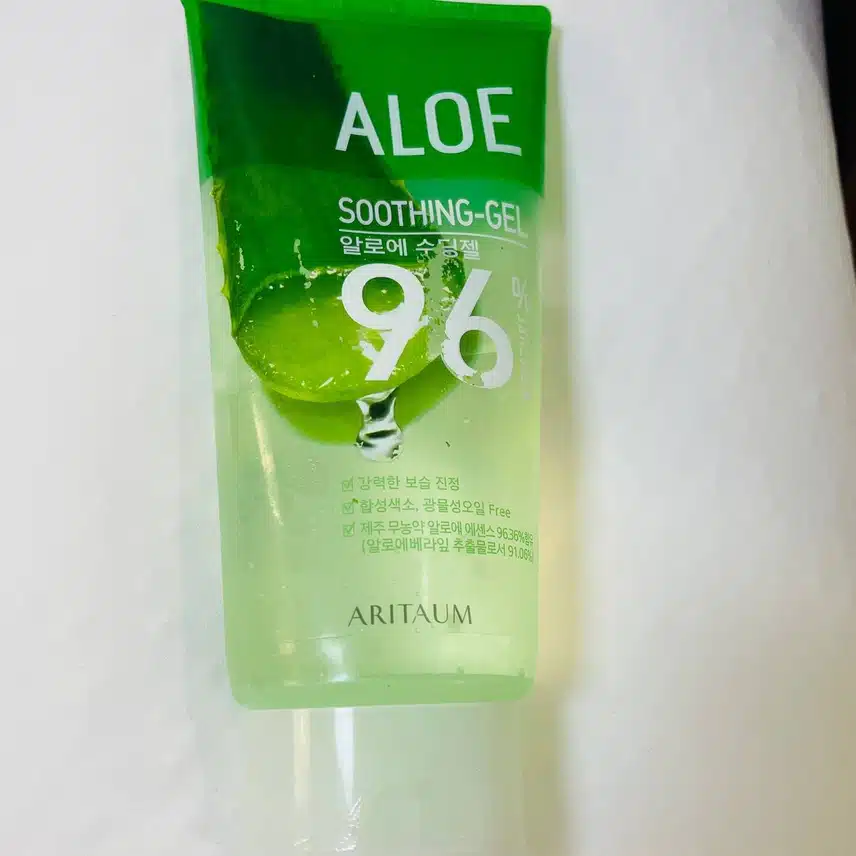 ALOE
SOOTHING-GEL
알로에 수딩젤
96 %
강력한 보습 진정
합성색소, 광물성오일 Free
제주 무농약 알로에 에센스 96.36%함유
(알로에베라잎 추출물로서 91.06%)
ARITAUM